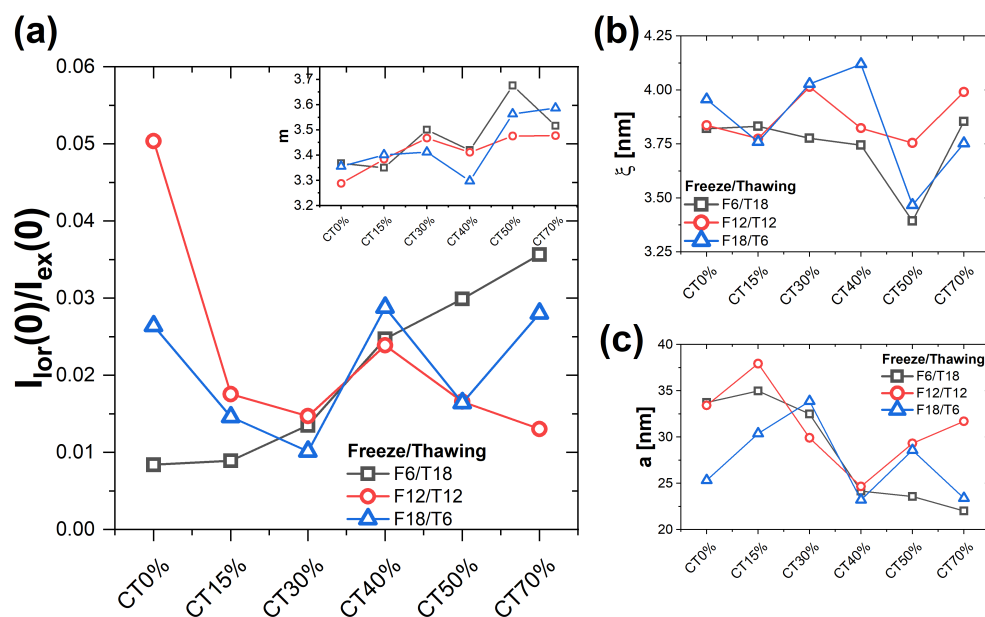 (a)
0.06
0.05
0.04
0.03
0.02
0.01
0.00
I_lor(0)/I_ex(0)
CT0%
CT15%
CT30%
CT40%
CT50%
CT70%
Freeze/Thawing
F6/T18
F12/T12
F18/T6
3.7
3.6
3.5
3.4
3.3
3.2
m
CT0%
CT15%
CT30%
CT40%
CT50%
CT70%
(b)
4.25
4.00
3.75
3.50
3.25
ξ [nm]
Freeze/Thawing
F6/T18
F12/T12
F18/T6
CT0%
CT15%
CT30%
CT40%
CT50%
CT70%
(c)
40
35
30
25
20
a [nm]
Freeze/Thawing
F6/T18
F12/T12
F18/T6
CT0%
CT15%
CT30%
CT40%
CT50%
CT70%